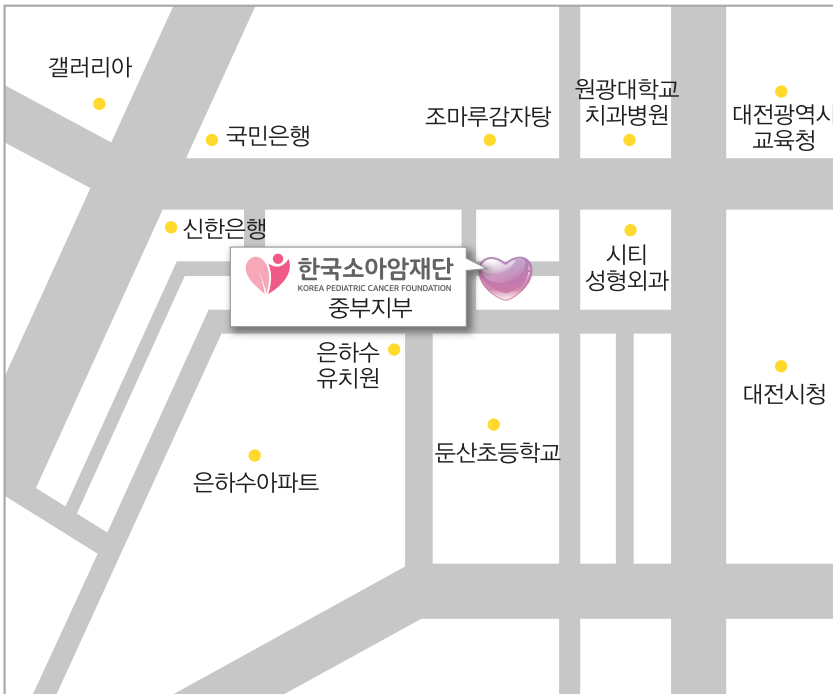 갤러리아
국민은행
조마루감자탕
원광대학교
치과병원
대전광역시
교육청
신한은행
한국소아암재단
KOREA PEDIATRIC CANCER FOUNDATION
중부지부
시티
성형외과
은하수
유치원
대전시청
둔산초등학교
은하수아파트